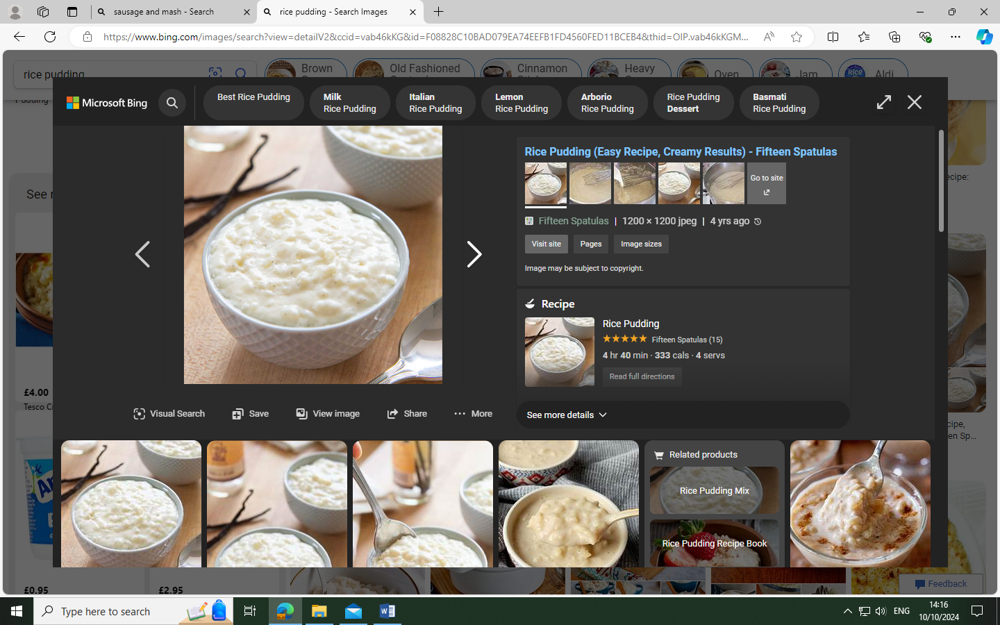 sausage and mash - Search
rice pudding - Search Images
https://www.bing.com/images/search?view=detailV2&ccid=vab46kKG&id=F08828C10BAD079EA74EEFB1FD4560FED11BCEB4&thid=OIP.vab46kKGM...
rice pudding
Brown
Old Fashioned
Cinnamon
Heavy
Oven
Jam
Aldi
Pudding
Microsoft Bing
Best Rice Pudding
Milk
Rice Pudding
Italian
Rice Pudding
Lemon
Rice Pudding
Arborio
Rice Pudding
Rice Pudding
Dessert
Basmati
Rice Pudding
Rice Pudding (Easy Recipe, Creamy Results) - Fifteen Spatulas
Go to site
ecipe:
See r
Fifteen Spatulas | 1200 × 1200 jpeg | 4 yrs ago
Visit site
Pages
Image sizes
Image may be subject to copyright.
Recipe
Rice Pudding
★★★★★ Fifteen Spatulas (15)
4 hr 40 min · 333 cals · 4 servs
Read full directions
£4.00
Tesco Cu
Visual Search
Save
View image
Share
More
See more details
cipe,
en Sp...
Related products
Rice Pudding Mix
Rice Pudding Recipe Book
£0.95
£2.95
Feedback
Type here to search
ENG
14:16
10/10/2024